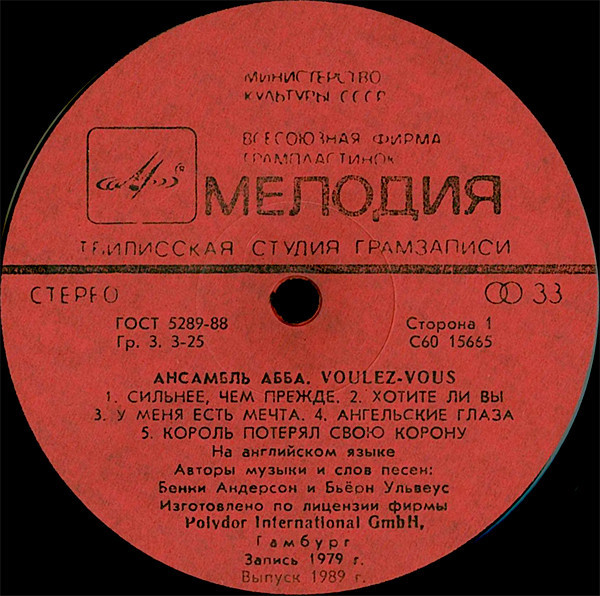 МИНИСТЕРСТВО
КУЛЬТУРЫ СССР
ВСЕСОЮЗНАЯ ФИРМА
ГРАМПЛАСТИНОК
МЕЛОДИЯ
ТБИЛИССКАЯ СТУДИЯ ГРАМЗАПИСИ
СТЕРЕО
33
ГОСТ 5289-88
Сторона 1
Гр. 3. 3-25
С60 15665
АНСАМБЛЬ АББА. VOULEZ-VOUS
1. СИЛЬНЕЕ, ЧЕМ ПРЕЖДЕ. 2. ХОТИТЕ ЛИ ВЫ
3. У МЕНЯ ЕСТЬ МЕЧТА. 4. АНГЕЛЬСКИЕ ГЛАЗА
5. КОРОЛЬ ПОТЕРЯЛ СВОЮ КОРОНУ
На английском языке
Авторы музыки и слов песен:
Бенни Андерсон и Бьёрн Ульвеус
Изготовлено по лицензии фирмы
Polydor International GmbH,
Гамбург
Запись 1979 г.
Выпуск 1989 г.